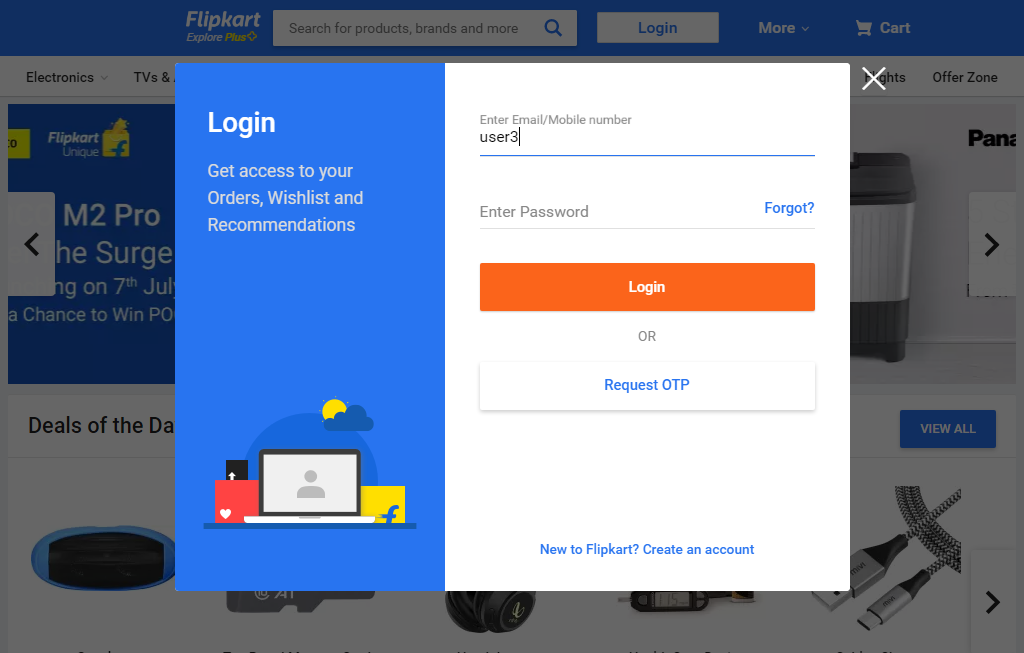 Flipkart
Explore Plus
Search for products, brands and more
Login
More
Cart
Electronics
TVs &
Offer Zone
Flipkart
Unique
M2 Pro
he Surge
ng on 7th July
a Chance to Win PO
Pana
Login
Get access to your
Orders, Wishlist and
Recommendations
Enter Email/Mobile number
user3
Enter Password
Forgot?
Login
OR
Request OTP
New to Flipkart? Create an account
Deals of the Da
VIEW ALL